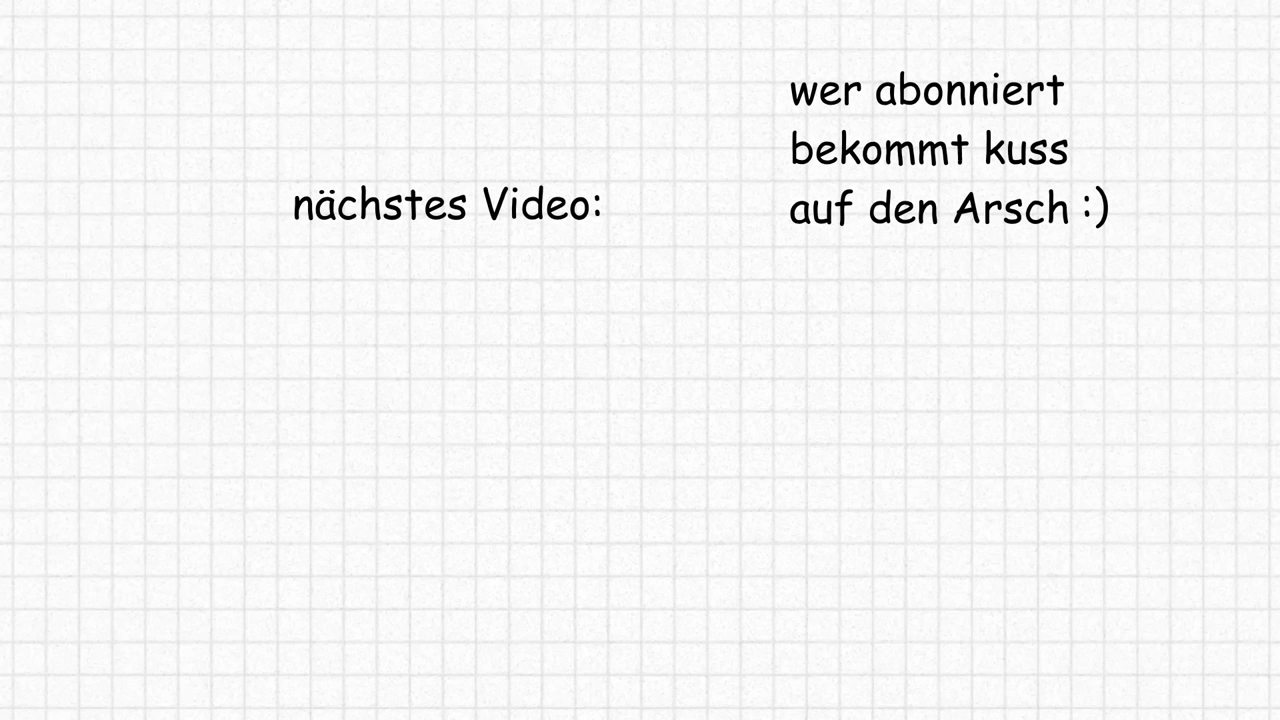 nächstes Video:
wer abonniert
bekommt kuss
auf den Arsch :)